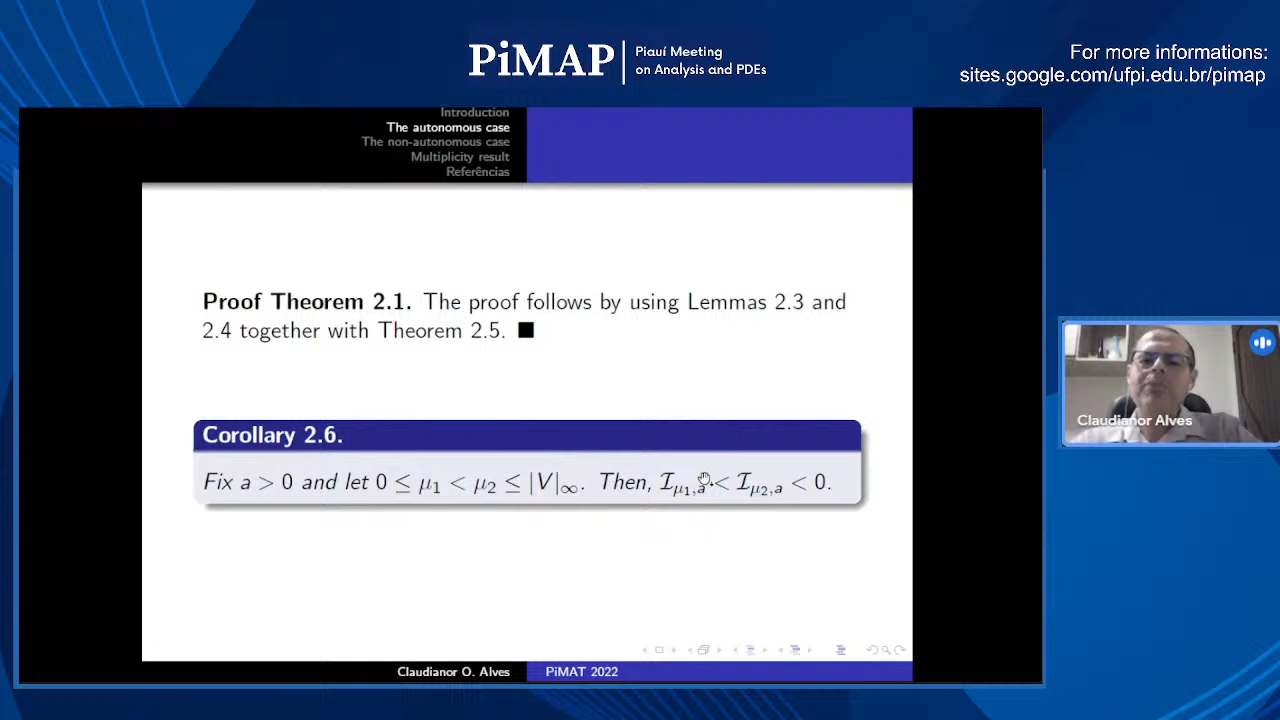 PiMAP
Piauí Meeting
on Analysis and PDEs
For more informations:
sites.google.com/ufpi.edu.br/pimap
Introduction
The autonomous case
The non-autonomous case
Multiplicity result
Referências
Proof Theorem 2.1. The proof follows by using Lemmas 2.3 and
2.4 together with Theorem 2.5. ■
Corollary 2.6.
Fix a > 0 and let 0 ≤ μ₁ < μ₂ ≤ |V|∞. Then, 𝓘_{μ₁,a} < 𝓘_{μ₂,a} < 0.
Claudianor Alves
Claudianor O. Alves
PiMAT 2022